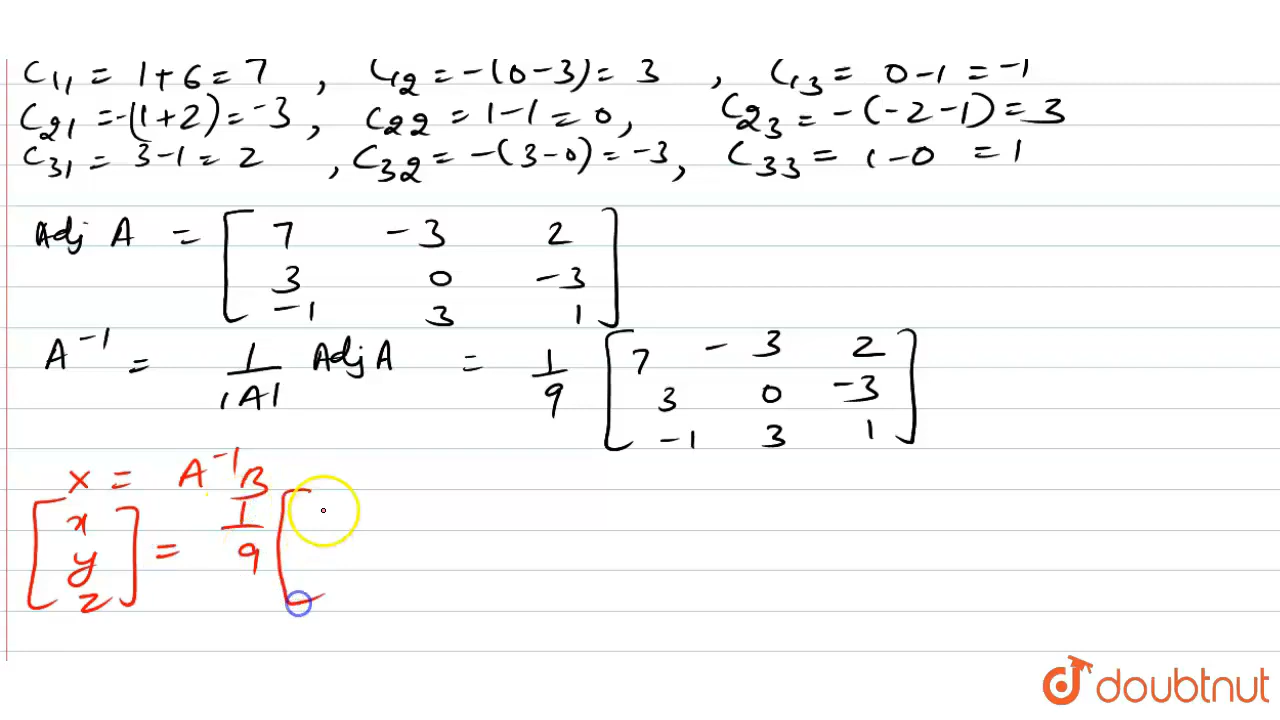 C11 = 1+6 = 7 , C12 = -(0-3) = 3 , C13 = 0-1 = -1
C21 = -(1+2) = -3 , C22 = 1-1 = 0, C23 = -(-2-1) = 3
C31 = 3-1 = 2 , C32 = -(3-0) = -3, C33 = 1-0 = 1
Adj A = [ 7 -3 2
3 0 -3
-1 3 1 ]
A^-1 = 1/|A| Adj A = 1/9 [ 7 -3 2
3 0 -3
-1 3 1 ]
X = A^-1 B
[ x
y
z ] = 1/9 [
doubtnut